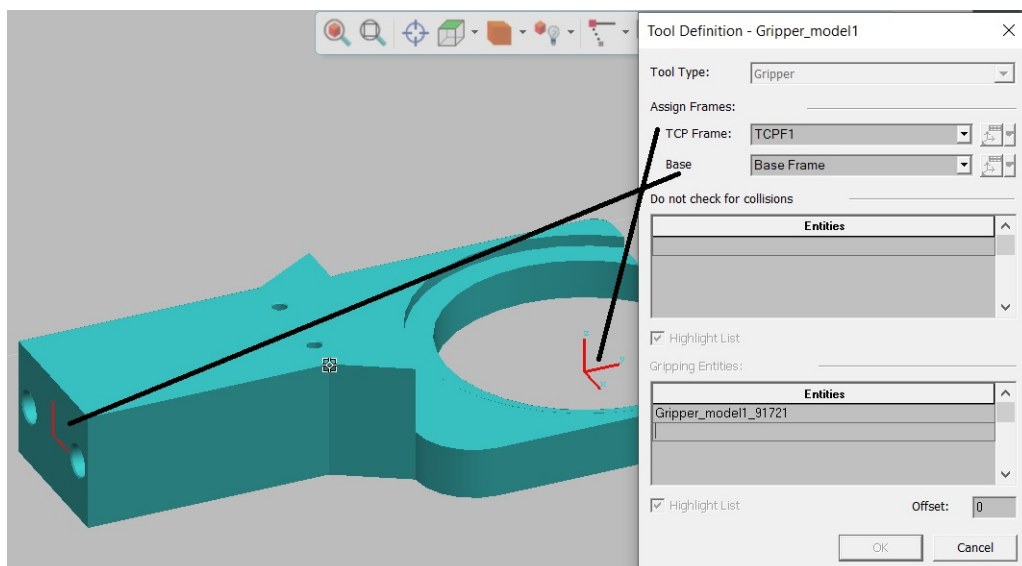 Tool Definition - Gripper_model1
Tool Type: Gripper
Assign Frames:
TCP Frame: TCPF1
Base Base Frame
Do not check for collisions
Entities
Highlight List
Gripping Entities:
Entities
Gripper_model1_91721
Highlight List Offset: 0
OK Cancel